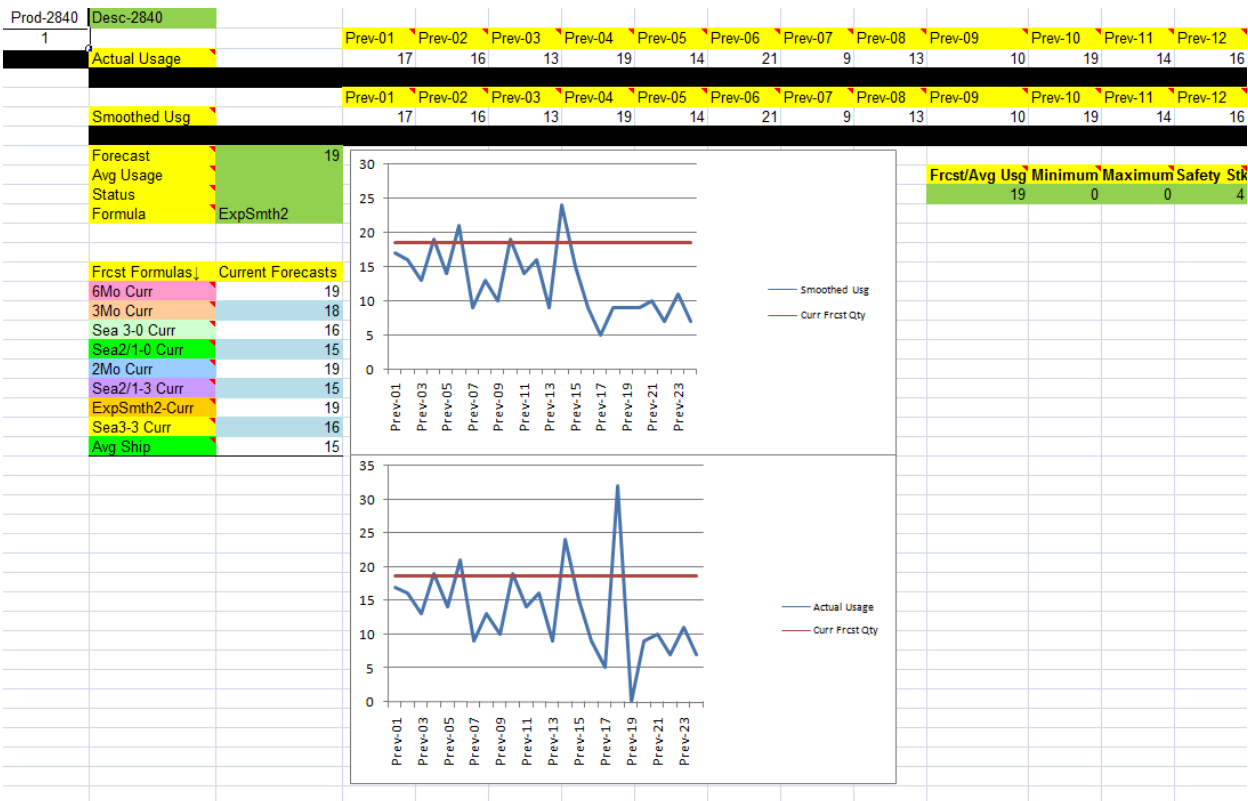 Prod-2840 Desc-2840
1 Prev-01 Prev-02 Prev-03 Prev-04 Prev-05 Prev-06 Prev-07 Prev-08 Prev-09 Prev-10 Prev-11 Prev-12
Actual Usage 17 16 13 19 14 21 9 13 10 19 14 16
Prev-01 Prev-02 Prev-03 Prev-04 Prev-05 Prev-06 Prev-07 Prev-08 Prev-09 Prev-10 Prev-11 Prev-12
Smoothed Usg 17 16 13 19 14 21 9 13 10 19 14 16
Forecast 19
Avg Usage
Status
Formula ExpSmth2
Frcst/Avg Usg Minimum Maximum Safety Stk
19 0 0 4
Frcst Formulas↓ Current Forecasts
6Mo Curr 19
3Mo Curr 18
Sea 3-0 Curr 16
Sea2/1-0 Curr 15
2Mo Curr 19
Sea2/1-3 Curr 15
ExpSmth2-Curr 19
Sea3-3 Curr 16
Avg Ship 15
30
25
20
15
10
5
0
Prev-01 Prev-03 Prev-05 Prev-07 Prev-09 Prev-11 Prev-13 Prev-15 Prev-17 Prev-19 Prev-21 Prev-23
Smoothed Usg
Curr Frcst Qty
35
30
25
20
15
10
5
0
Prev-01 Prev-03 Prev-05 Prev-07 Prev-09 Prev-11 Prev-13 Prev-15 Prev-17 Prev-19 Prev-21 Prev-23
Actual Usage
Curr Frcst Qty